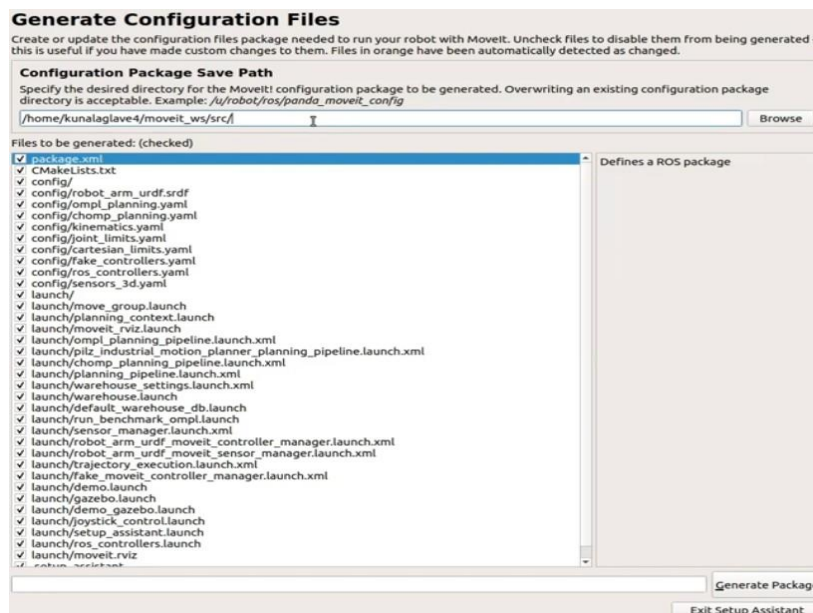 Generate Configuration Files
Create or update the configuration files package needed to run your robot with MoveIt. Uncheck files to disable them from being generated
this is useful if you have made custom changes to them. Files in orange have been automatically detected as changed.
Configuration Package Save Path
Specify the desired directory for the MoveIt! configuration package to be generated. Overwriting an existing configuration package
directory is acceptable. Example: /u/robot/ros/panda_moveit_config
/home/kunalaglave4/moveit_ws/src/
Browse
Files to be generated: (checked)
package.xml
CMakeLists.txt
config/
config/robot_arm_urdf.srdf
config/ompl_planning.yaml
config/chomp_planning.yaml
config/kinematics.yaml
config/joint_limits.yaml
config/cartesian_limits.yaml
config/fake_controllers.yaml
config/ros_controllers.yaml
config/sensors_3d.yaml
launch/
launch/move_group.launch
launch/planning_context.launch
launch/moveit_rviz.launch
launch/ompl_planning_pipeline.launch.xml
launch/pilz_industrial_motion_planner_planning_pipeline.launch.xml
launch/chomp_planning_pipeline.launch.xml
launch/planning_pipeline.launch.xml
launch/warehouse_settings.launch.xml
launch/warehouse.launch
launch/default_warehouse_db.launch
launch/run_benchmark_ompl.launch
launch/sensor_manager.launch.xml
launch/robot_arm_urdf_moveit_controller_manager.launch.xml
launch/robot_arm_urdf_moveit_sensor_manager.launch.xml
launch/trajectory_execution.launch.xml
launch/fake_moveit_controller_manager.launch.xml
launch/demo.launch
launch/gazebo.launch
launch/demo_gazebo.launch
launch/joystick_control.launch
launch/setup_assistant.launch
launch/ros_controllers.launch
launch/moveit.rviz
.setup_assistant
Defines a ROS package
Generate Packag
Exit Setup Assistant